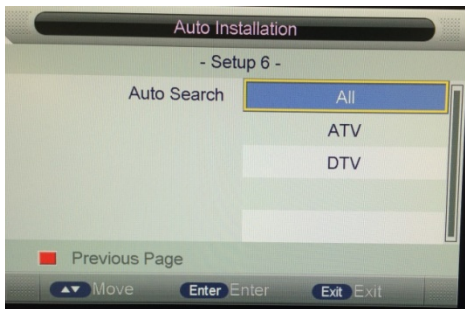 Auto Installation
- Setup 6 -
Auto Search All
ATV
DTV
Previous Page
Move Enter Enter Exit Exit